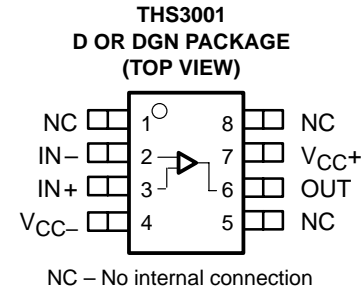 THS3001
D OR DGN PACKAGE
(TOP VIEW)
NC 1 8 NC
IN– 2 7 VCC+
IN+ 3 6 OUT
VCC– 4 5 NC
NC – No internal connection